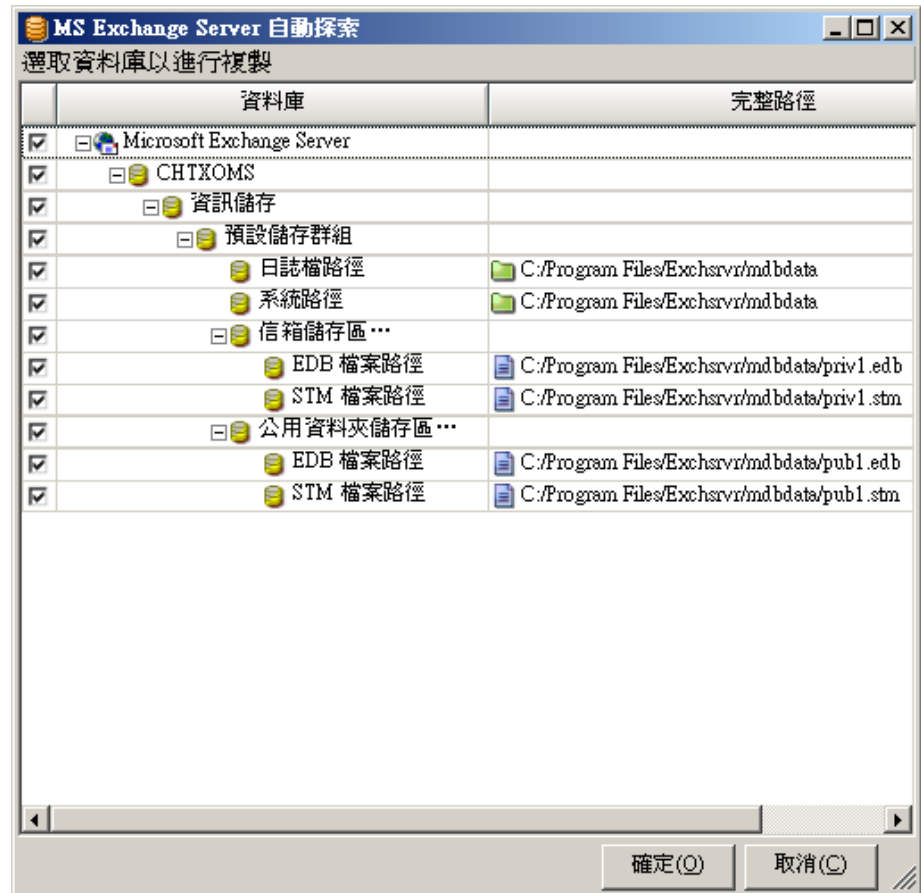 MS Exchange Server 自動探索
選取資料庫以進行複製
資料庫 完整路徑
Microsoft Exchange Server
CHTXOMS
資訊儲存
預設儲存群組
日誌檔路徑 C:/Program Files/Exchsrvr/mdbdata
系統路徑 C:/Program Files/Exchsrvr/mdbdata
信箱儲存區…
EDB 檔案路徑 C:/Program Files/Exchsrvr/mdbdata/priv1.edb
STM 檔案路徑 C:/Program Files/Exchsrvr/mdbdata/priv1.stm
公用資料夾儲存區…
EDB 檔案路徑 C:/Program Files/Exchsrvr/mdbdata/pub1.edb
STM 檔案路徑 C:/Program Files/Exchsrvr/mdbdata/pub1.stm
確定(O) 取消(C)